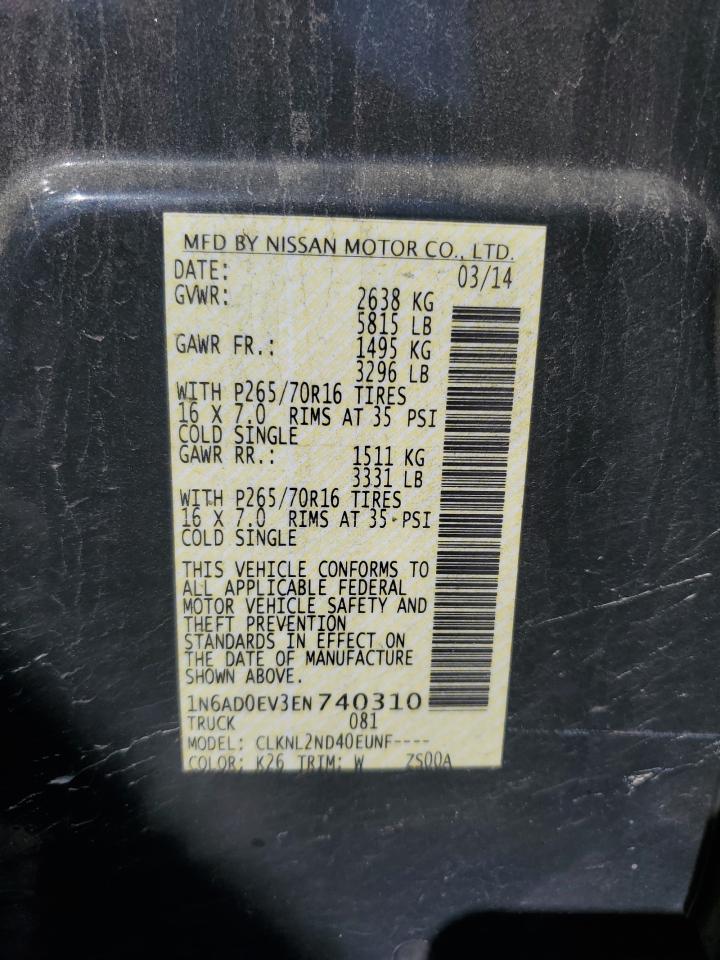 MFD BY NISSAN MOTOR CO., LTD.
DATE: 03/14
GVWR: 2638 KG
5815 LB
GAWR FR.: 1495 KG
3296 LB
WITH P265/70R16 TIRES
16 X 7.0 RIMS AT 35 PSI
COLD SINGLE
GAWR RR.: 1511 KG
3331 LB
WITH P265/70R16 TIRES
16 X 7.0 RIMS AT 35 PSI
COLD SINGLE
THIS VEHICLE CONFORMS TO
ALL APPLICABLE FEDERAL
MOTOR VEHICLE SAFETY AND
THEFT PREVENTION
STANDARDS IN EFFECT ON
THE DATE OF MANUFACTURE
SHOWN ABOVE.
1N6AD0EV3EN740310
TRUCK 081
MODEL: CLKNL2ND40EUNF----
COLOR: K26 TRIM: W ZS00A